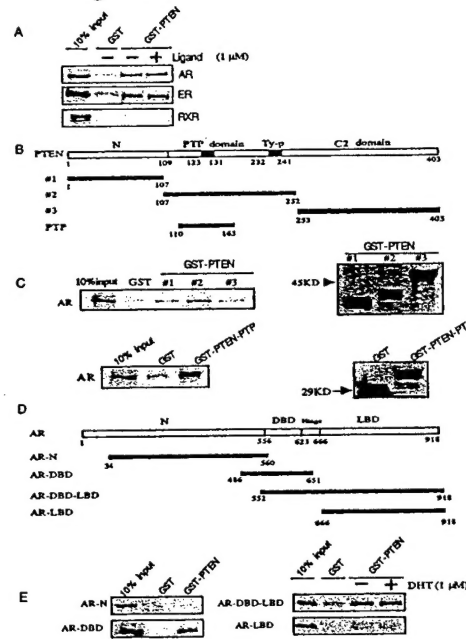 A
10% input GST GST-PTEN
− − + Ligand (1 μM)
AR
ER
RXR
B
N PTP domain Ty-p C2 domain
PTEN
1 109 123 131 232 241 403
#1
1 107
#2
107 232
#3
253 403
PTP
110 163
C
GST-PTEN
10% input GST #1 #2 #3
AR
GST-PTEN
#1 #2 #3
45KD
10% input GST GST-PTEN-PTP
AR
GST GST-PTEN-PTP
29KD
D
N DBD Hinge LBD
AR
1 556 623 666 918
AR-N
34 560
AR-DBD
486 651
AR-DBD-LBD
552 918
AR-LBD
666 918
E
10% input GST GST-PTEN
AR-N
AR-DBD
10% input GST GST-PTEN
− + DHT (1 μM)
AR-DBD-LBD
AR-LBD